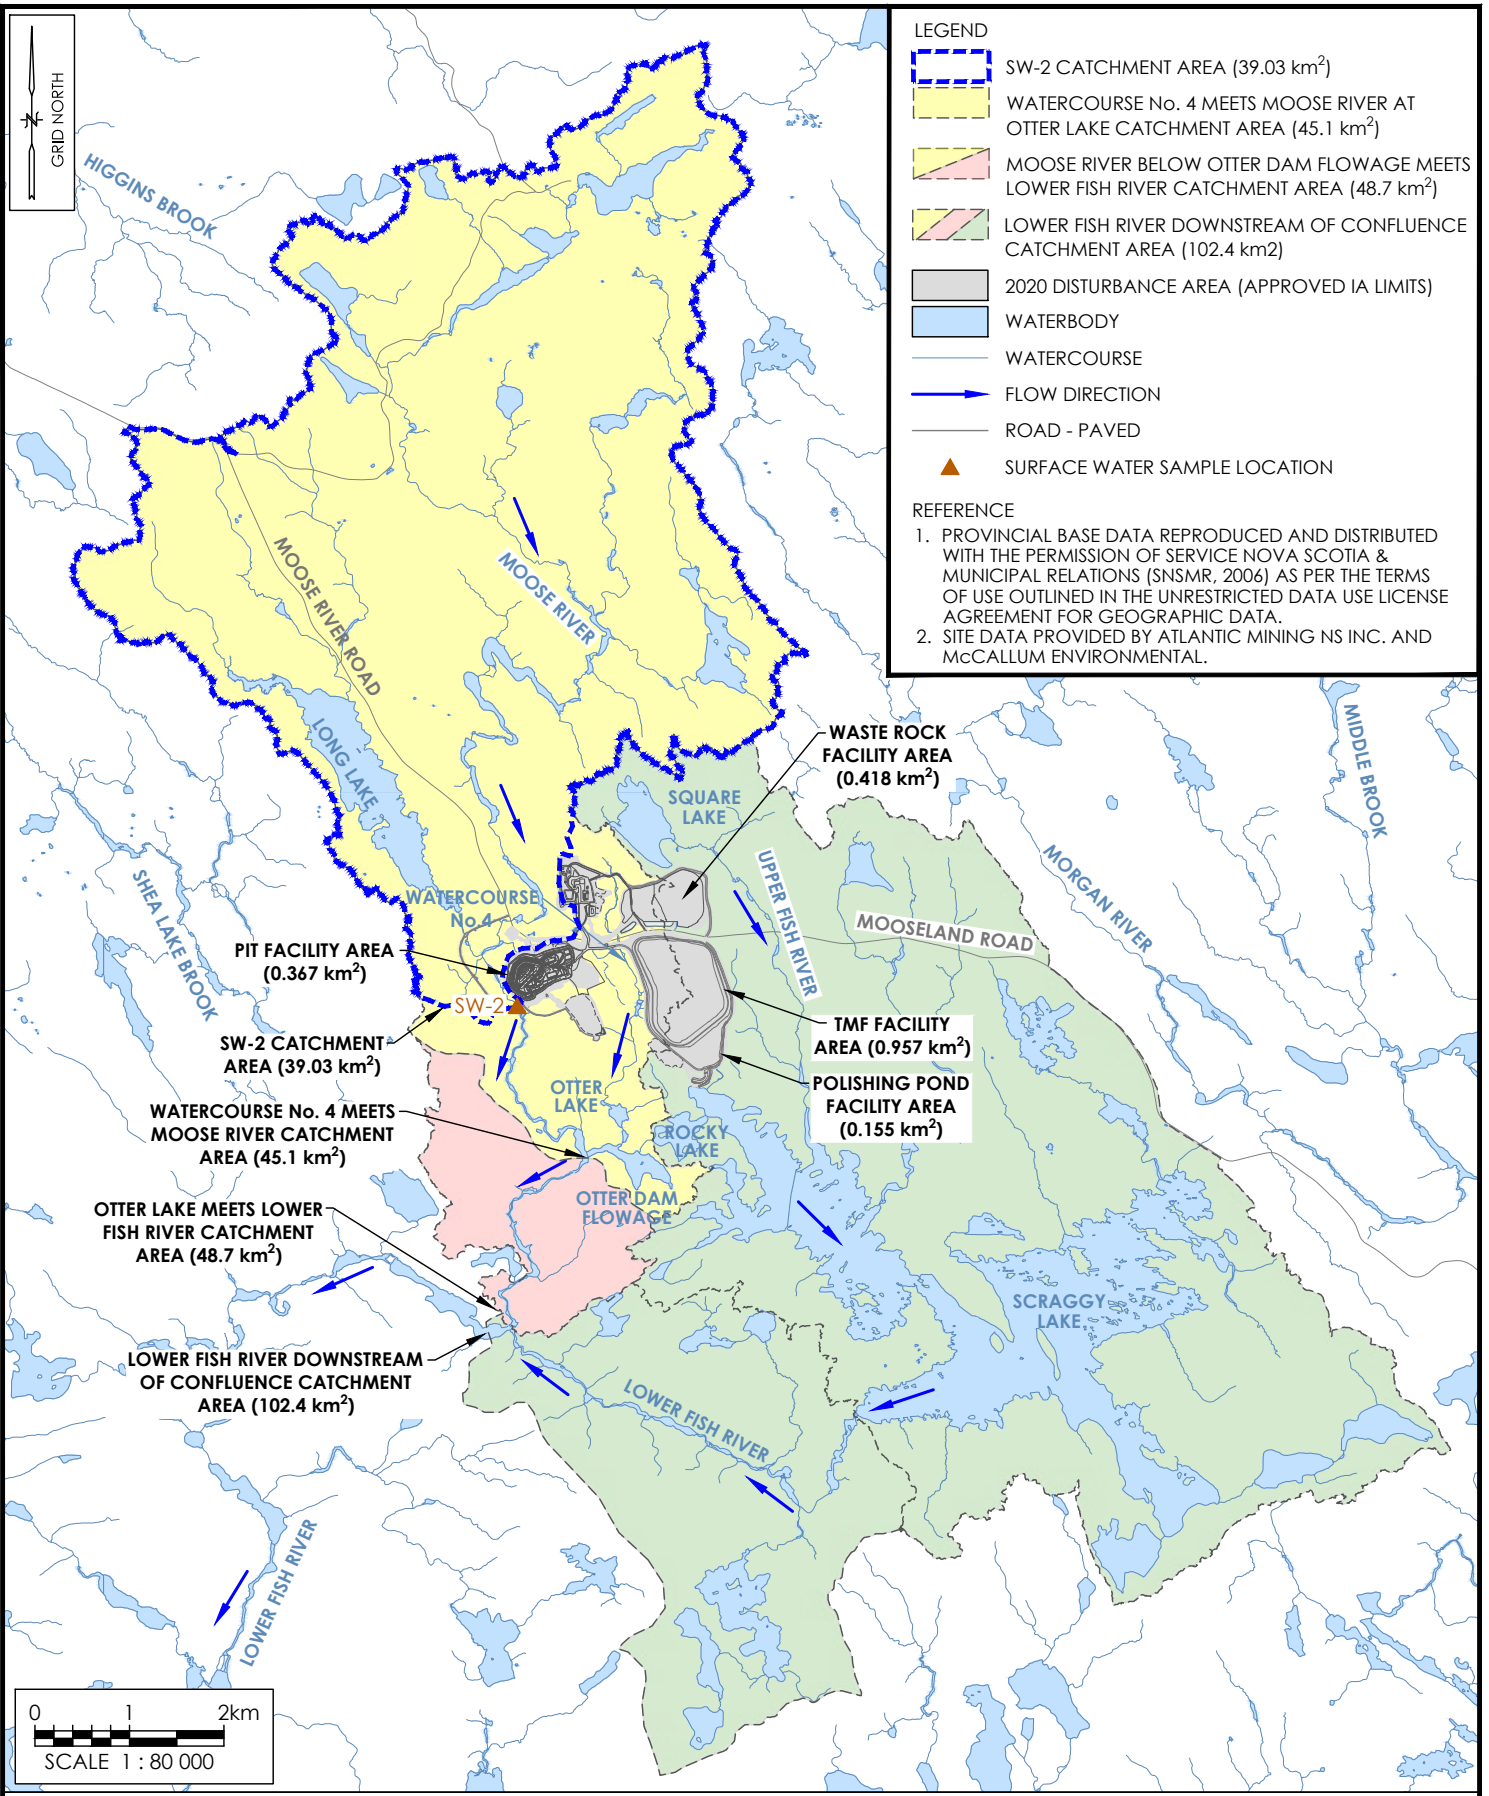 GRID NORTH
LEGEND
SW-2 CATCHMENT AREA (39.03 km²)
WATERCOURSE No. 4 MEETS MOOSE RIVER AT
OTTER LAKE CATCHMENT AREA (45.1 km²)
MOOSE RIVER BELOW OTTER DAM FLOWAGE MEETS
LOWER FISH RIVER CATCHMENT AREA (48.7 km²)
LOWER FISH RIVER DOWNSTREAM OF CONFLUENCE
CATCHMENT AREA (102.4 km2)
2020 DISTURBANCE AREA (APPROVED IA LIMITS)
WATERBODY
WATERCOURSE
FLOW DIRECTION
ROAD - PAVED
SURFACE WATER SAMPLE LOCATION
REFERENCE
1. PROVINCIAL BASE DATA REPRODUCED AND DISTRIBUTED
WITH THE PERMISSION OF SERVICE NOVA SCOTIA &
MUNICIPAL RELATIONS (SNSMR, 2006) AS PER THE TERMS
OF USE OUTLINED IN THE UNRESTRICTED DATA USE LICENSE
AGREEMENT FOR GEOGRAPHIC DATA.
2. SITE DATA PROVIDED BY ATLANTIC MINING NS INC. AND
McCALLUM ENVIRONMENTAL.
HIGGINS BROOK
MOOSE RIVER ROAD
MOOSE RIVER
LONG LAKE
WASTE ROCK
FACILITY AREA
(0.418 km²)
MIDDLE BROOK
SQUARE
LAKE
UPPER FISH RIVER
MORGAN RIVER
SHEA LAKE BROOK
WATERCOURSE
No.4
MOOSELAND ROAD
PIT FACILITY AREA
(0.367 km²)
SW-2
SW-2 CATCHMENT
AREA (39.03 km²)
TMF FACILITY
AREA (0.957 km²)
POLISHING POND
FACILITY AREA
(0.155 km²)
OTTER
LAKE
WATERCOURSE No. 4 MEETS
MOOSE RIVER CATCHMENT
AREA (45.1 km²)
ROCKY
LAKE
OTTER DAM
FLOWAGE
OTTER LAKE MEETS LOWER
FISH RIVER CATCHMENT
AREA (48.7 km²)
SCRAGGY
LAKE
LOWER FISH RIVER DOWNSTREAM
OF CONFLUENCE CATCHMENT
AREA (102.4 km²)
LOWER FISH RIVER
LOWER FISH RIVER
0 1 2km
SCALE 1 : 80 000